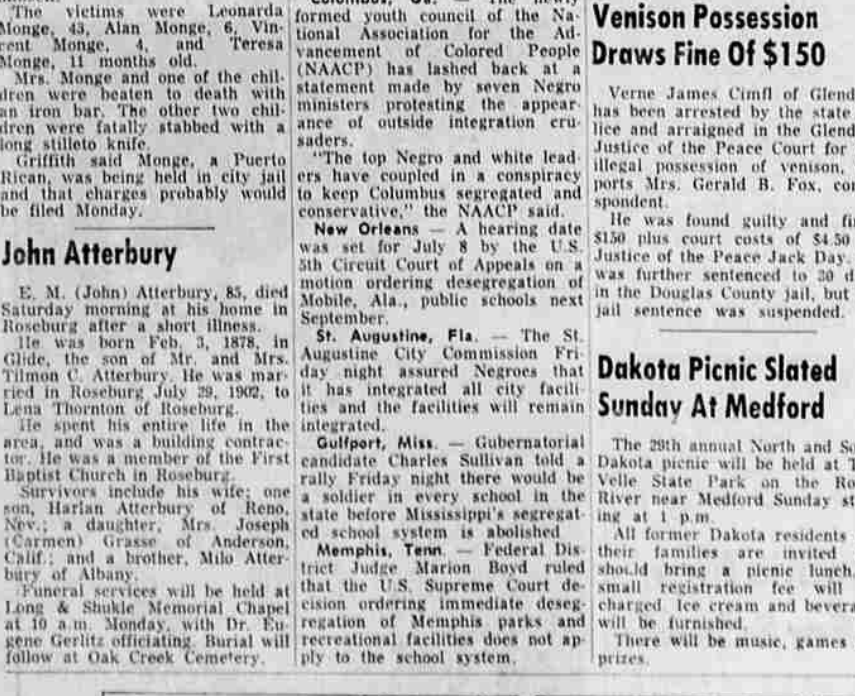 The victims were Leonarda
Monge, 43, Alan Monge, 6, Vin-
cent Monge, 4, and Teresa
Monge, 11 months old.
Mrs. Monge and one of the chil-
dren were beaten to death with
an iron bar. The other two chil-
dren were fatally stabbed with a
long stilleto knife.
Griffith said Monge, a Puerto
Rican, was being held in city jail
and that charges probably would
be filed Monday.
John Atterbury
E. M. (John) Atterbury, 85, died
Saturday morning at his home in
Roseburg after a short illness.
He was born Feb. 3, 1878, in
Glide, the son of Mr. and Mrs.
Tilmon C. Atterbury. He was mar-
ried in Roseburg July 29, 1902, to
Lena Thornton of Roseburg.
He spent his entire life in the
area, and was a building contrac-
tor. He was a member of the First
Baptist Church in Roseburg.
Survivors include his wife; one
son, Harlan Atterbury of Reno,
Nev.; a daughter, Mrs. Joseph
(Carmen) Grasse of Anderson,
Calif.; and a brother, Milo Atter-
bury of Albany.
Funeral services will be held at
Long & Shukle Memorial Chapel
at 10 a.m. Monday, with Dr. Eu-
gene Gerlitz officiating. Burial will
follow at Oak Creek Cemetery.
formed youth council of the Na-
tional Association for the Ad-
vancement of Colored People
(NAACP) has lashed back at a
statement made by seven Negro
ministers protesting the appear-
ance of outside integration cru-
saders.
"The top Negro and white lead-
ers have coupled in a conspiracy
to keep Columbus segregated and
conservative," the NAACP said.
New Orleans — A hearing date
was set for July 8 by the U.S.
5th Circuit Court of Appeals on a
motion ordering desegregation of
Mobile, Ala., public schools next
September.
St. Augustine, Fla. — The St.
Augustine City Commission Fri-
day night assured Negroes that
it has integrated all city facili-
ties and the facilities will remain
integrated.
Gulfport, Miss. — Gubernatorial
candidate Charles Sullivan told a
rally Friday night there would be
a soldier in every school in the
state before Mississippi's segregat-
ed school system is abolished
Memphis, Tenn. — Federal Dis-
trict Judge Marion Boyd ruled
that the U.S. Supreme Court de-
cision ordering immediate deseg-
regation of Memphis parks and
recreational facilities does not ap-
ply to the school system.
Venison Possession
Draws Fine Of $150
Verne James Cimfl of Glend
has been arrested by the state
lice and arraigned in the Glend
Justice of the Peace Court for
illegal possession of venison,
ports Mrs. Gerald B. Fox, cor
spondent.
He was found guilty and fi
$150 plus court costs of $4.50
Justice of the Peace Jack Day.
was further sentenced to 30 d
in the Douglas County jail, but
jail sentence was suspended.
Dakota Picnic Slated
Sunday At Medford
The 29th annual North and So
Dakota picnic will be held at T
Velle State Park on the Ro
River near Medford Sunday st
ing at 1 p.m.
All former Dakota residents
their families are invited
should bring a picnic lunch.
small registration fee will
charged Ice cream and bevera
will be furnished.
There will be music, games
prizes.